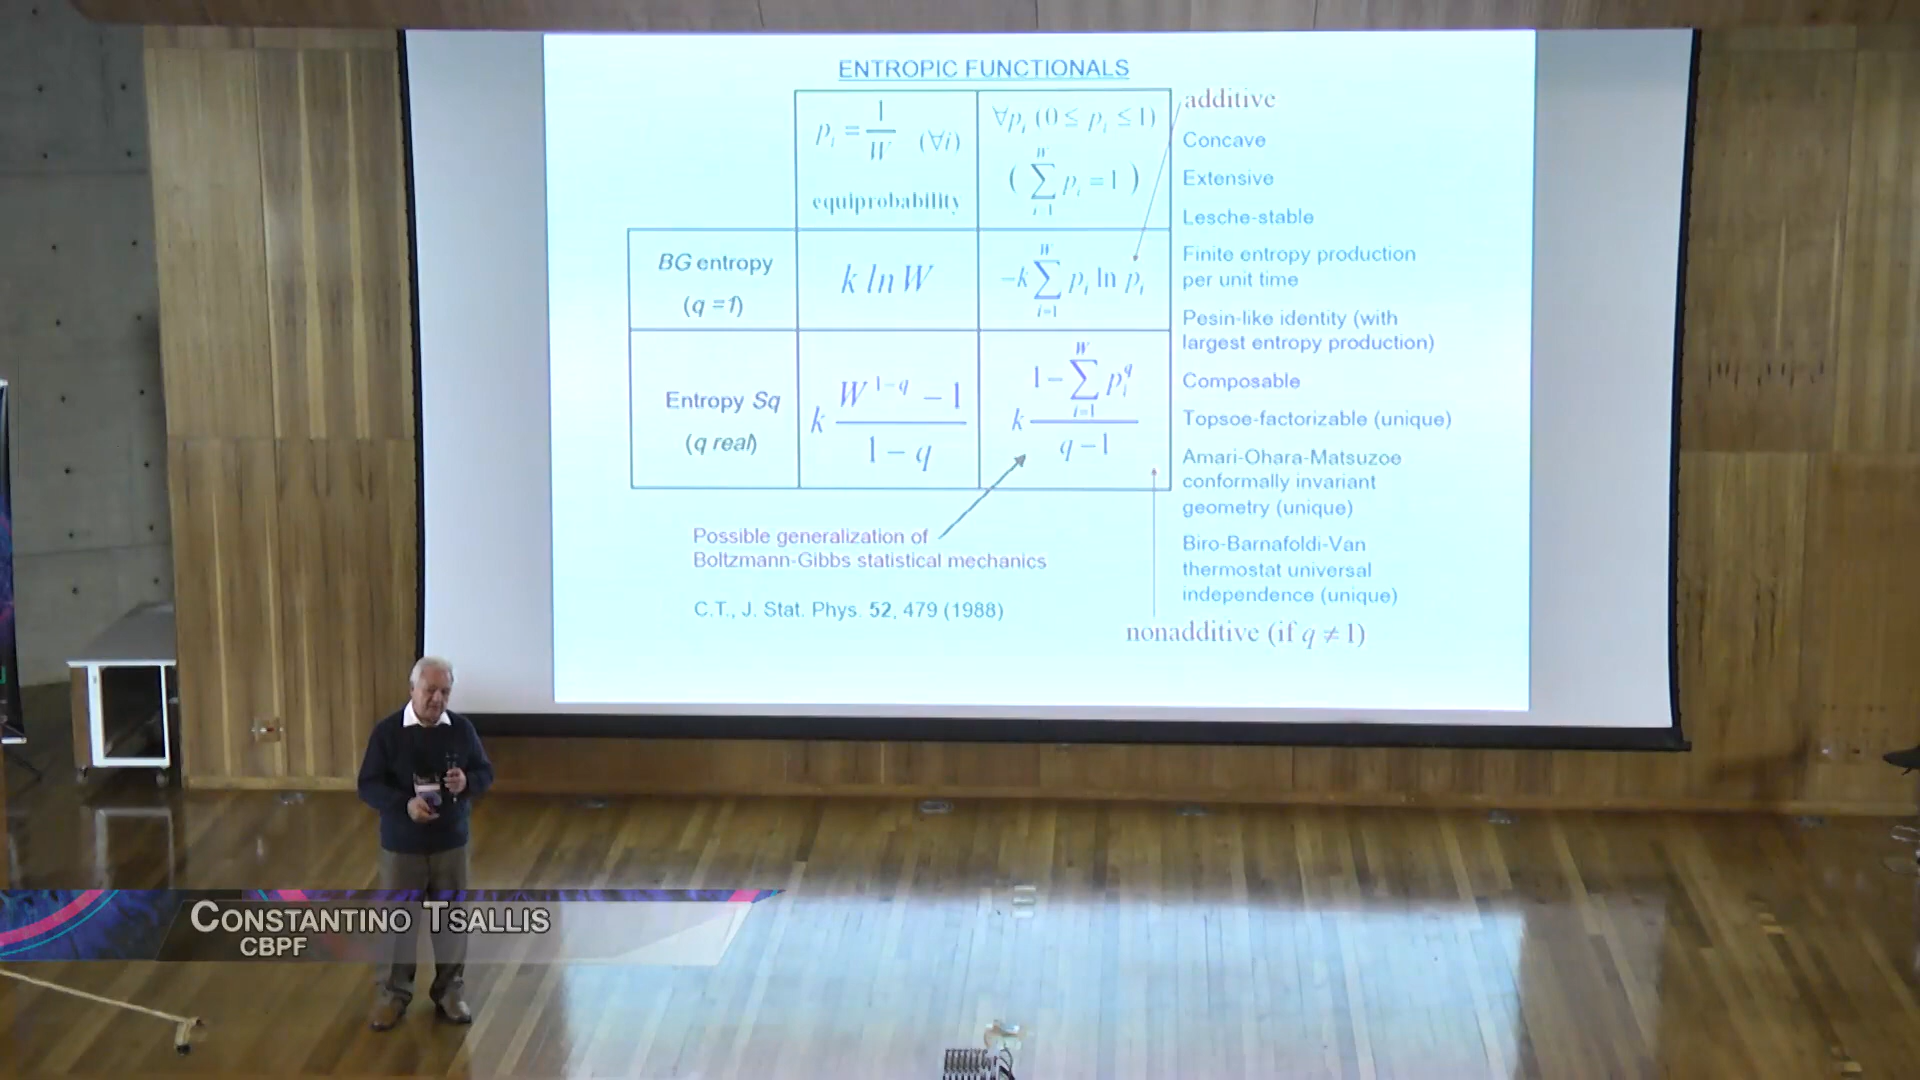 ENTROPIC FUNCTIONALS
p_i = 1/W (∀i)
equiprobability
∀p_i (0 ≤ p_i ≤ 1)
( ∑_{i=1}^{W} p_i = 1 )
BG entropy
(q = 1)
k ln W
−k ∑_{i=1}^{W} p_i ln p_i
Entropy Sq
(q real)
k (W^{1−q} − 1)/(1 − q)
k (1 − ∑_{i=1}^{W} p_i^q)/(q − 1)
additive
Concave
Extensive
Lesche-stable
Finite entropy production
per unit time
Pesin-like identity (with
largest entropy production)
Composable
Topsoe-factorizable (unique)
Amari-Ohara-Matsuzoe
conformally invariant
geometry (unique)
Biro-Barnafoldi-Van
thermostat universal
independence (unique)
nonadditive (if q ≠ 1)
Possible generalization of
Boltzmann-Gibbs statistical mechanics
C.T., J. Stat. Phys. 52, 479 (1988)
CONSTANTINO TSALLIS
CBPF